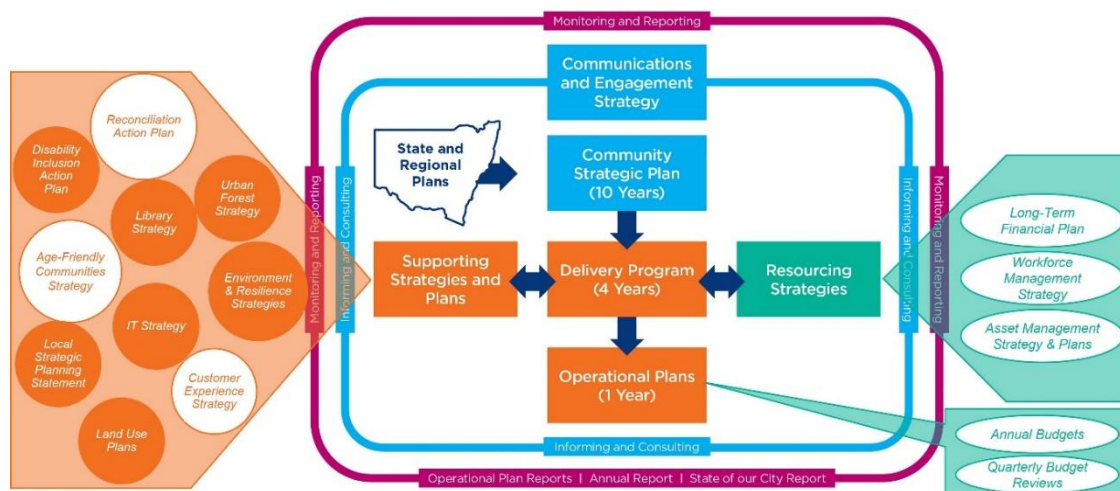 Monitoring and Reporting
Communications
and Engagement
Strategy
State and
Regional
Plans
Community
Strategic Plan
(10 Years)
Supporting
Strategies and
Plans
Delivery Program
(4 Years)
Resourcing
Strategies
Operational Plans
(1 Year)
Informing and Consulting
Operational Plan Reports I Annual Report I State of our City Report
Monitoring and Reporting
Informing and Consulting
Informing and Consulting
Monitoring and Reporting
Reconciliation
Action Plan
Disability
Inclusion
Action
Plan
Library
Strategy
Urban
Forest
Strategy
Age-Friendly
Communities
Strategy
Environment
& Resilience
Strategies
IT Strategy
Local
Strategic
Planning
Statement
Customer
Experience
Strategy
Land Use
Plans
Long-Term
Financial Plan
Workforce
Management
Strategy
Asset Management
Strategy & Plans
Annual Budgets
Quarterly Budget
Reviews